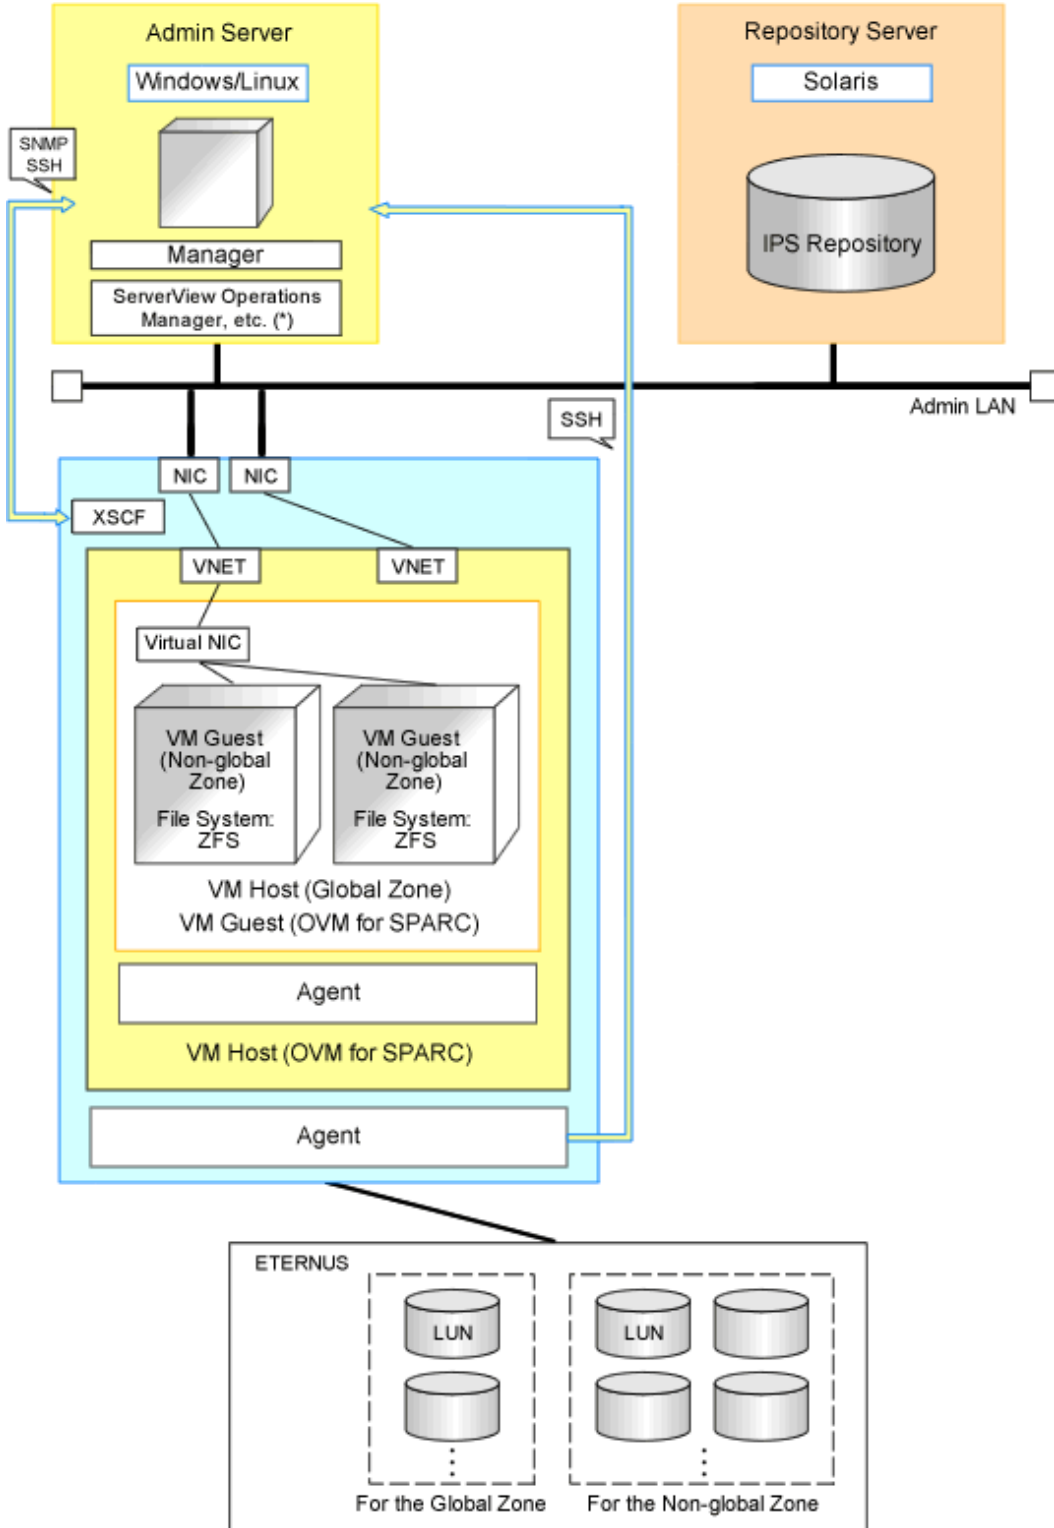 Admin Server
Windows/Linux
SNMP
SSH
Manager
ServerView Operations
Manager, etc. (*)
Repository Server
Solaris
IPS Repository
Admin LAN
SSH
NIC
NIC
XSCF
VNET
VNET
Virtual NIC
VM Guest
(Non-global
Zone)
File System:
ZFS
VM Guest
(Non-global
Zone)
File System:
ZFS
VM Host (Global Zone)
VM Guest (OVM for SPARC)
Agent
VM Host (OVM for SPARC)
Agent
ETERNUS
LUN
LUN
For the Global Zone
For the Non-global Zone